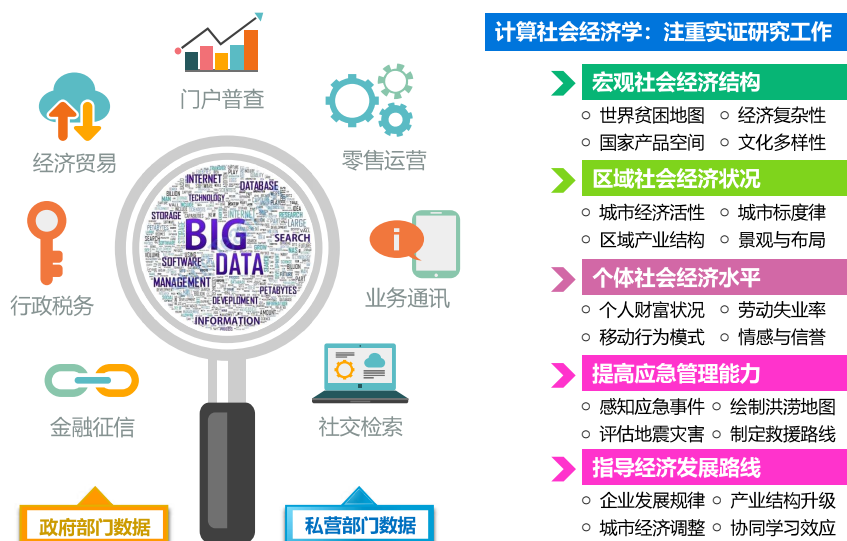 门户普查
经济贸易
零售运营
行政税务
业务通讯
金融征信
社交检索
INTERNET
DATABASE
TECHNOLOGY
STORAGE
INTERNET
RESEARCH
LARGE
BIG
DATA
SEARCH
SOFTWARE
MANAGEMENT
PETABYTES
DEVEPLOMENT
INFORMATION
i
政府部门数据
私营部门数据
计算社会经济学：注重实证研究工作
宏观社会经济结构
世界贫困地图 经济复杂性
国家产品空间 文化多样性
区域社会经济状况
城市经济活性 城市标度律
区域产业结构 景观与布局
个体社会经济水平
个人财富状况 劳动失业率
移动行为模式 情感与信誉
提高应急管理能力
感知应急事件 绘制洪涝地图
评估地震灾害 制定救援路线
指导经济发展路线
企业发展规律 产业结构升级
城市经济调整 协同学习效应